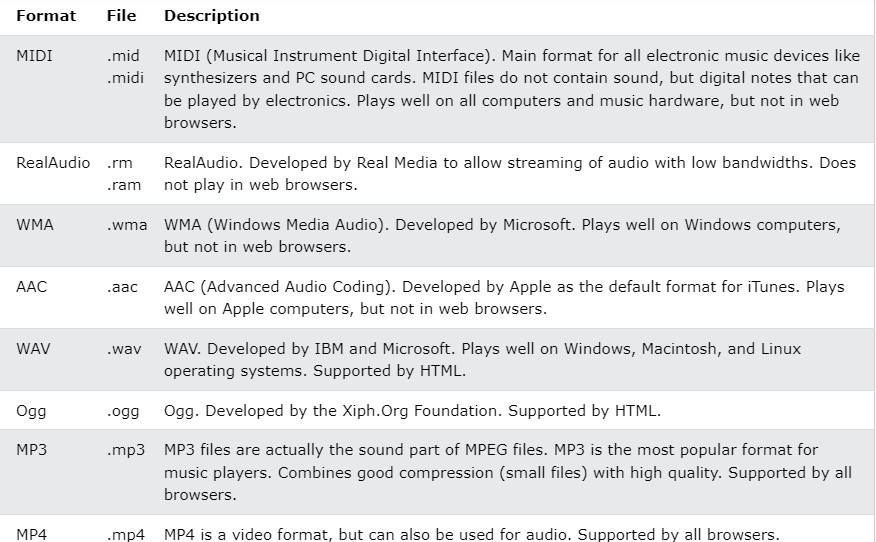 Format File Description
MIDI .mid MIDI (Musical Instrument Digital Interface). Main format for all electronic music devices like
.midi synthesizers and PC sound cards. MIDI files do not contain sound, but digital notes that can
be played by electronics. Plays well on all computers and music hardware, but not in web
browsers.
RealAudio .rm RealAudio. Developed by Real Media to allow streaming of audio with low bandwidths. Does
.ram not play in web browsers.
WMA .wma WMA (Windows Media Audio). Developed by Microsoft. Plays well on Windows computers,
but not in web browsers.
AAC .aac AAC (Advanced Audio Coding). Developed by Apple as the default format for iTunes. Plays
well on Apple computers, but not in web browsers.
WAV .wav WAV. Developed by IBM and Microsoft. Plays well on Windows, Macintosh, and Linux
operating systems. Supported by HTML.
Ogg .ogg Ogg. Developed by the Xiph.Org Foundation. Supported by HTML.
MP3 .mp3 MP3 files are actually the sound part of MPEG files. MP3 is the most popular format for
music players. Combines good compression (small files) with high quality. Supported by all
browsers.
MP4 .mp4 MP4 is a video format, but can also be used for audio. Supported by all browsers.